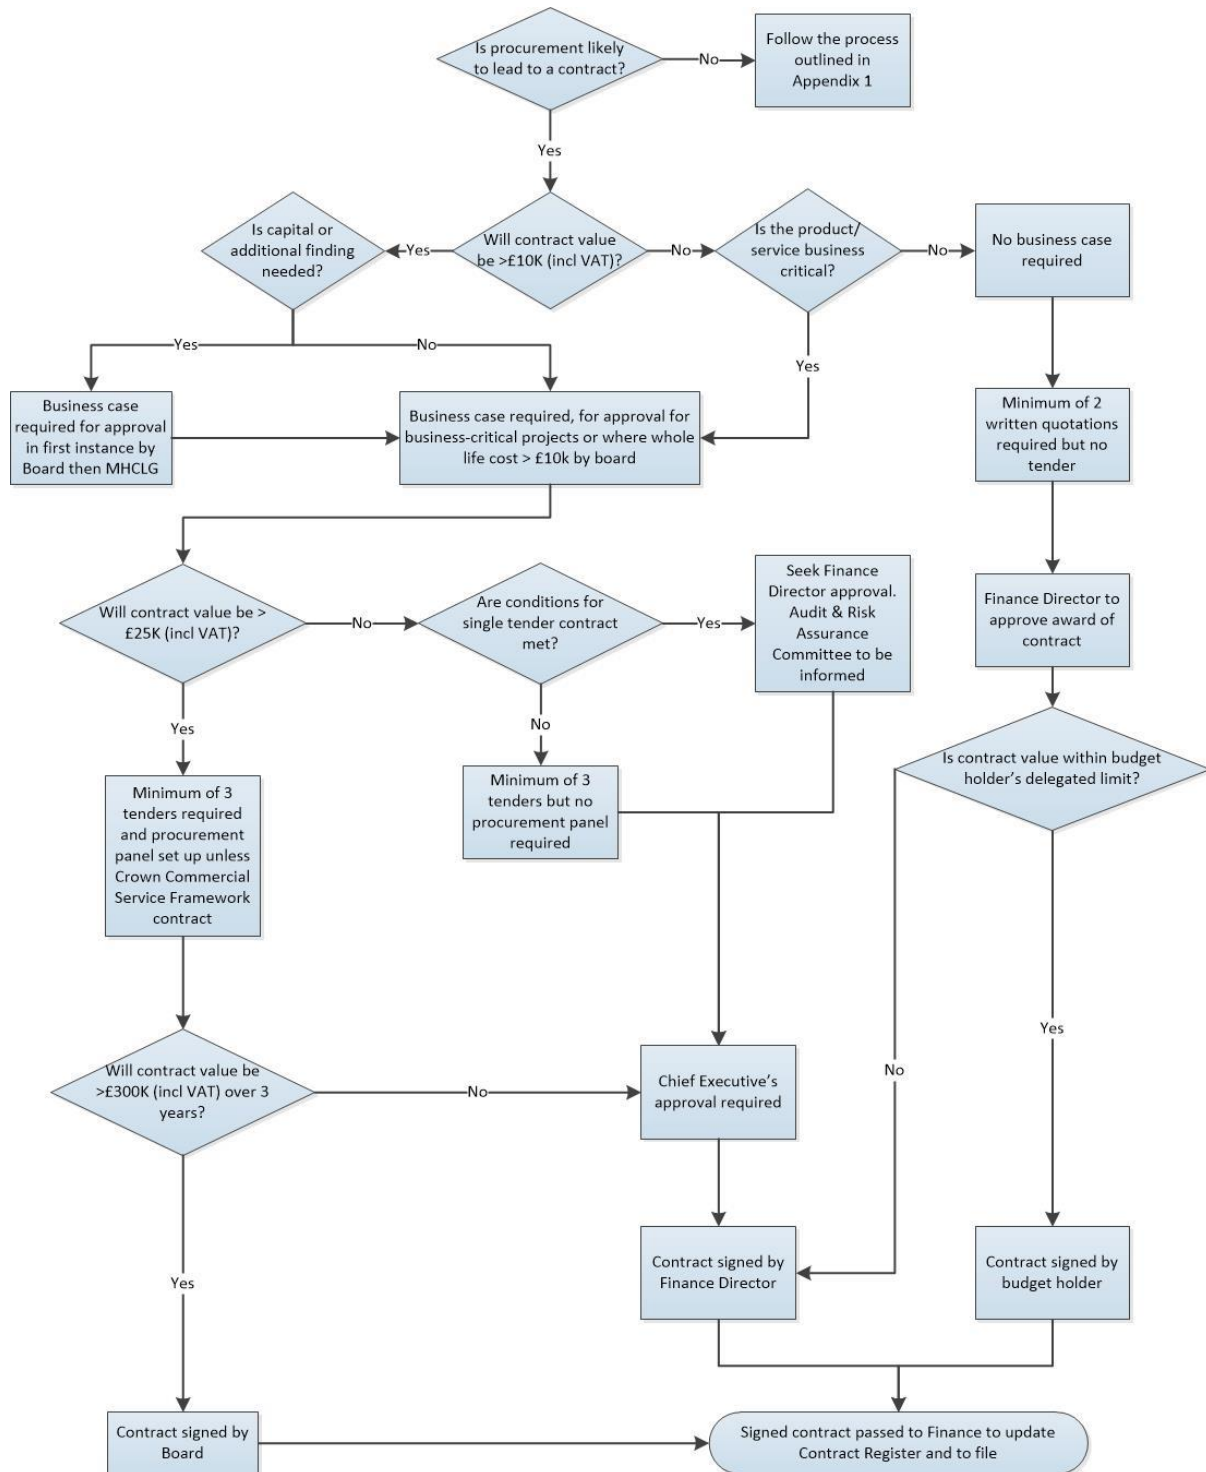 Is procurement likely
to lead to a contract?
No
Follow the process
outlined in
Appendix 1
Yes
Is capital or
additional finding
needed?
Yes
Will contract value
be >£10K (incl VAT)?
No
Is the product/
service business
critical?
No
No business case
required
Yes
No
Yes
Business case
required for approval
in first instance by
Board then MHCLG
Business case required, for approval for
business-critical projects or where whole
life cost > £10k by board
Minimum of 2
written quotations
required but no
tender
Will contract value be >
£25K (incl VAT)?
No
Are conditions for
single tender contract
met?
Yes
Seek Finance
Director approval.
Audit & Risk
Assurance
Committee to be
informed
Finance Director to
approve award of
contract
Yes
No
Is contract value within budget
holder's delegated limit?
Minimum of 3
tenders required
and procurement
panel set up unless
Crown Commercial
Service Framework
contract
Minimum of 3
tenders but no
procurement panel
required
Yes
No
Will contract value be
>£300K (incl VAT) over 3
years?
No
Chief Executive's
approval required
Yes
Contract signed by
Finance Director
Contract signed by
budget holder
Contract signed by
Board
Signed contract passed to Finance to update
Contract Register and to file